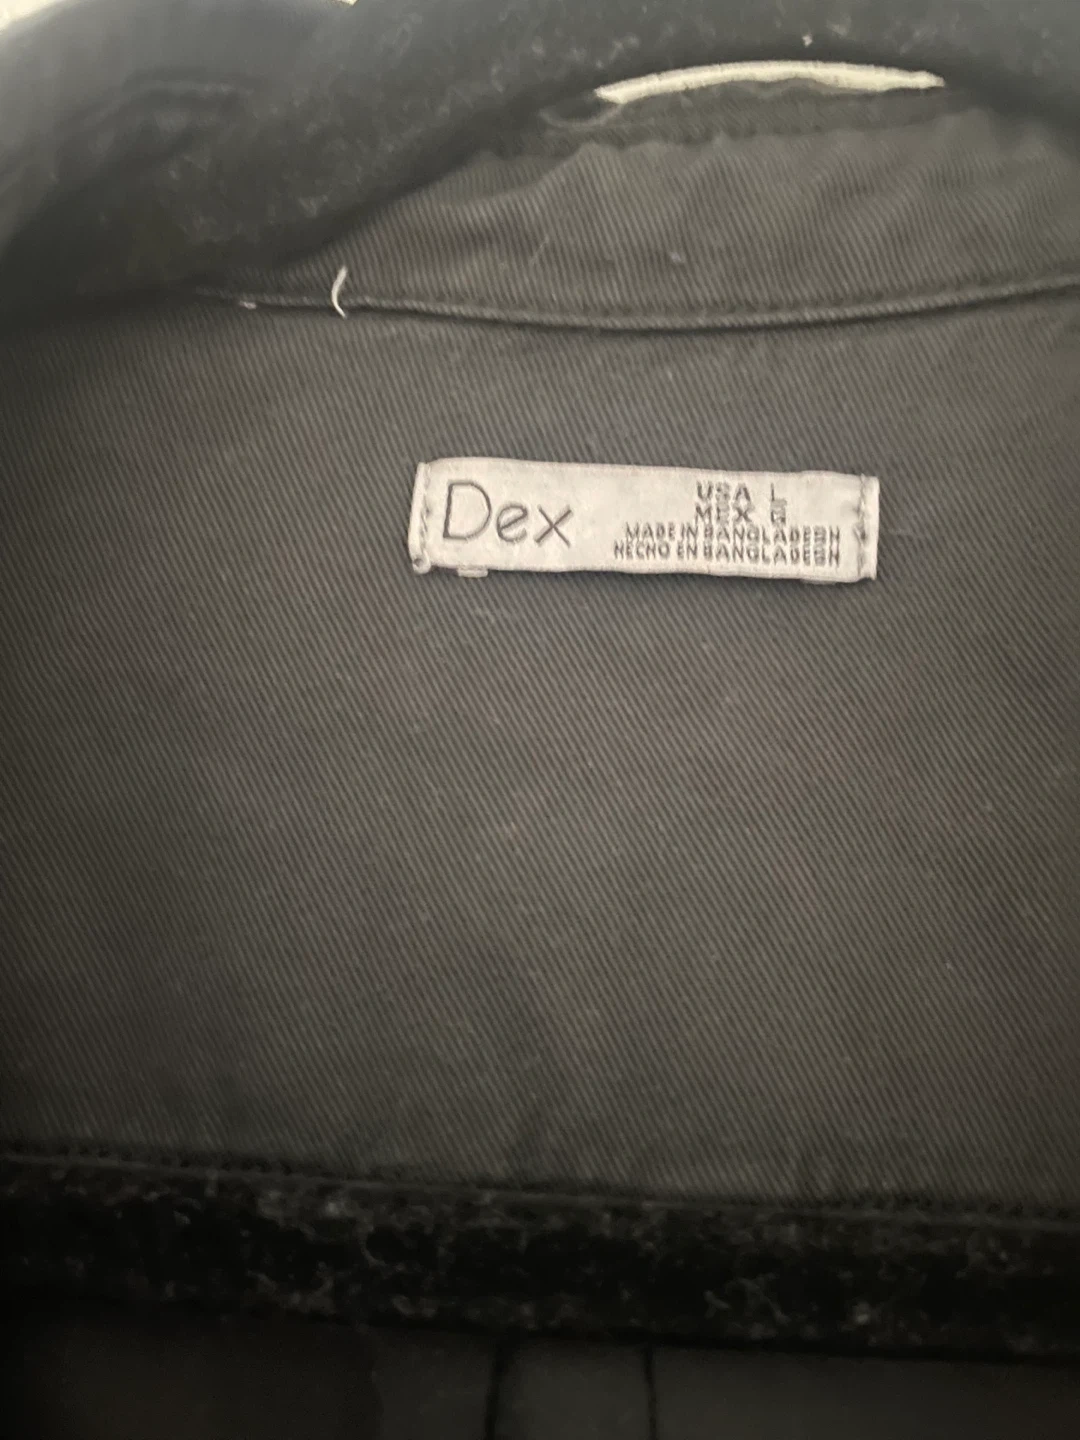 Dex
USA L
MEX G
MADE IN BANGLADESH
HECHO EN BANGLADESH